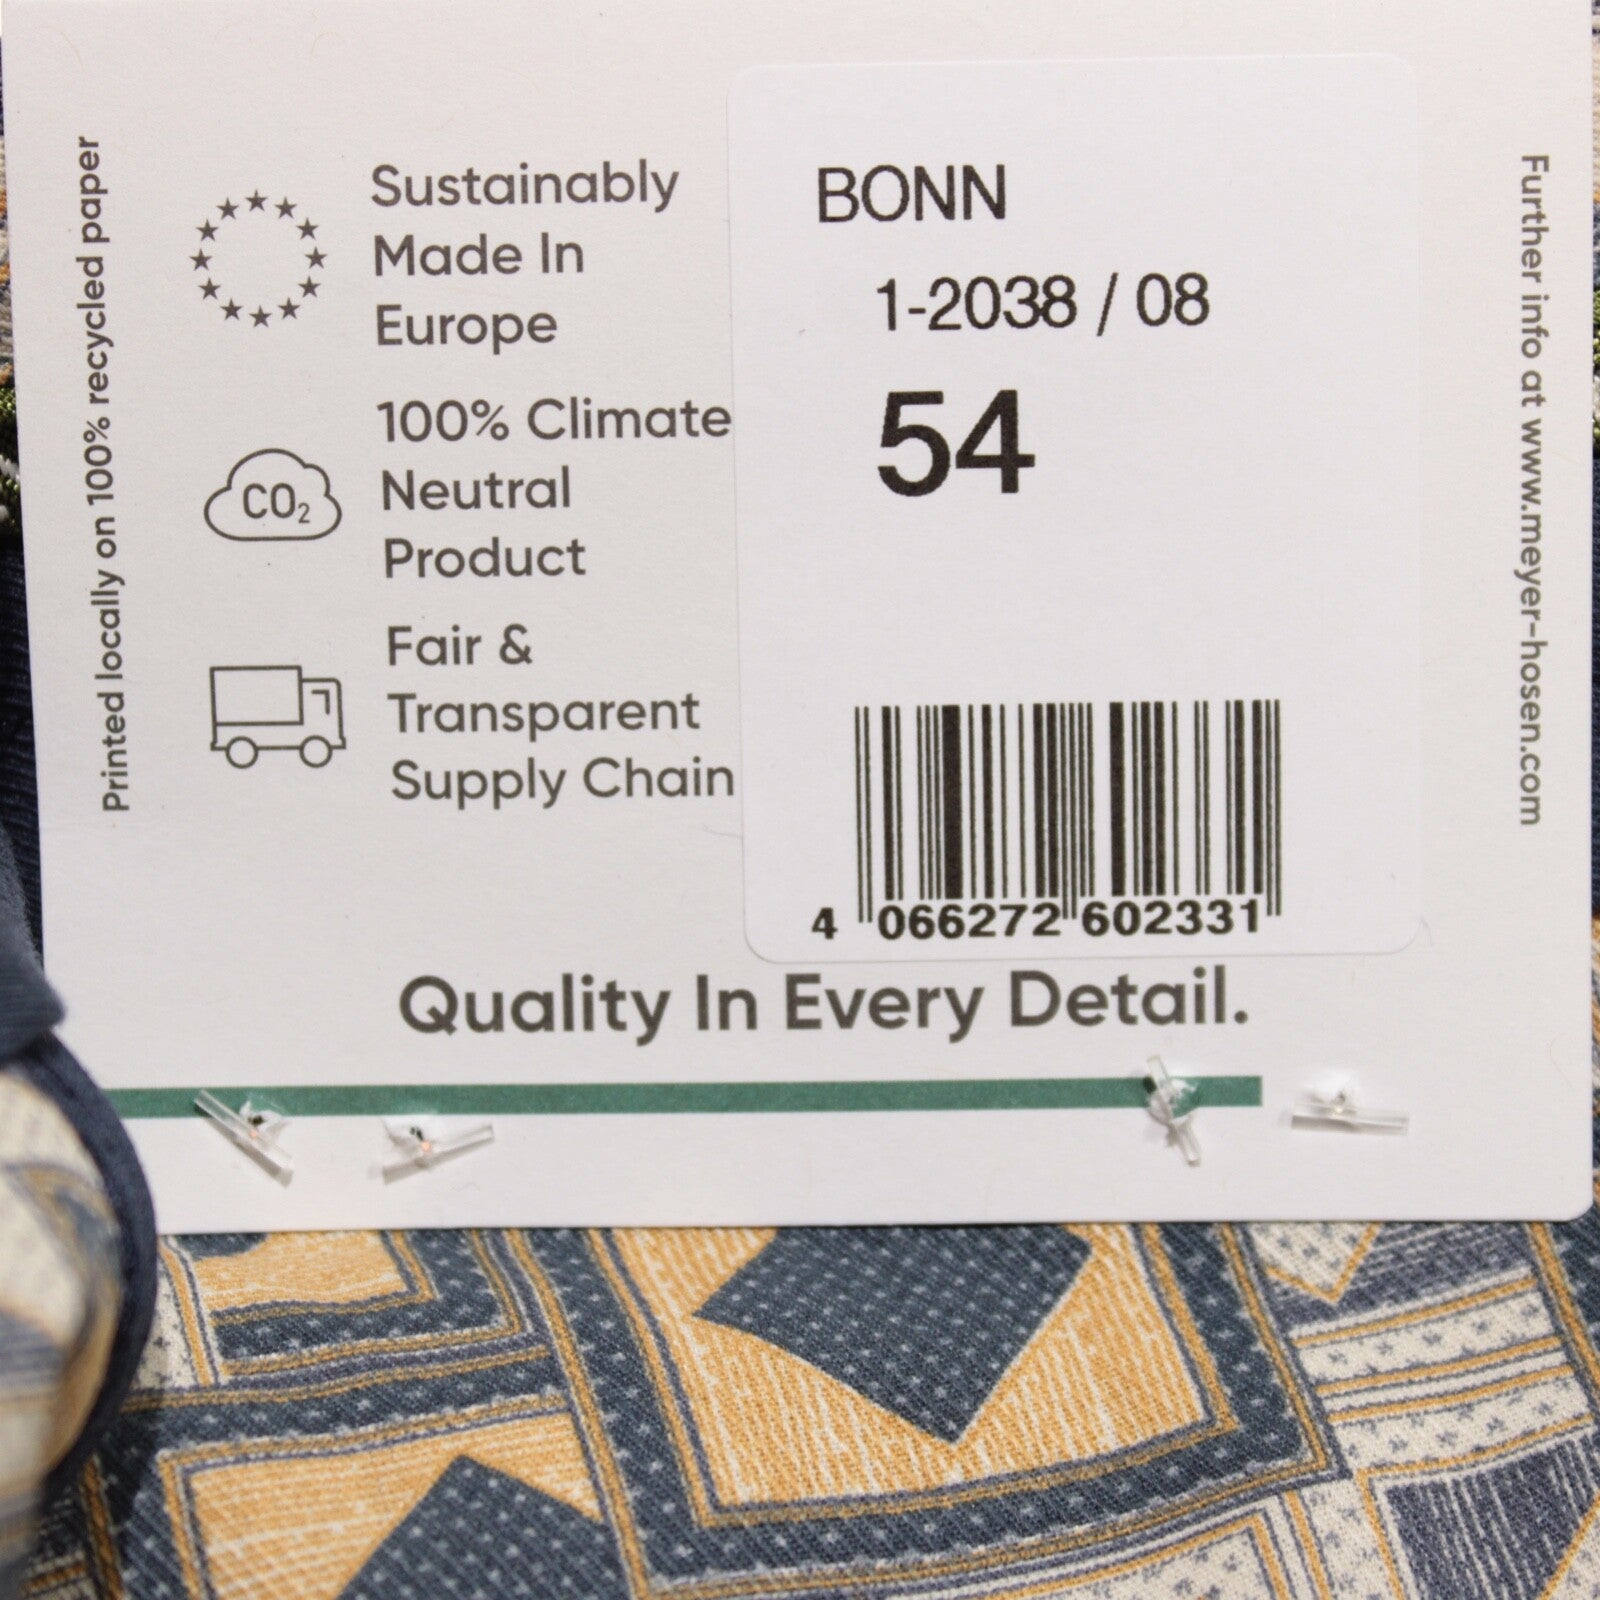 Printed locally on 100% recycled paper
Sustainably
Made In
Europe
CO₂
100% Climate
Neutral
Product
Fair &
Transparent
Supply Chain
BONN
1-2038 / 08
54
4 066272 602331
Further info at www.meyer-hosen.com
Quality In Every Detail.